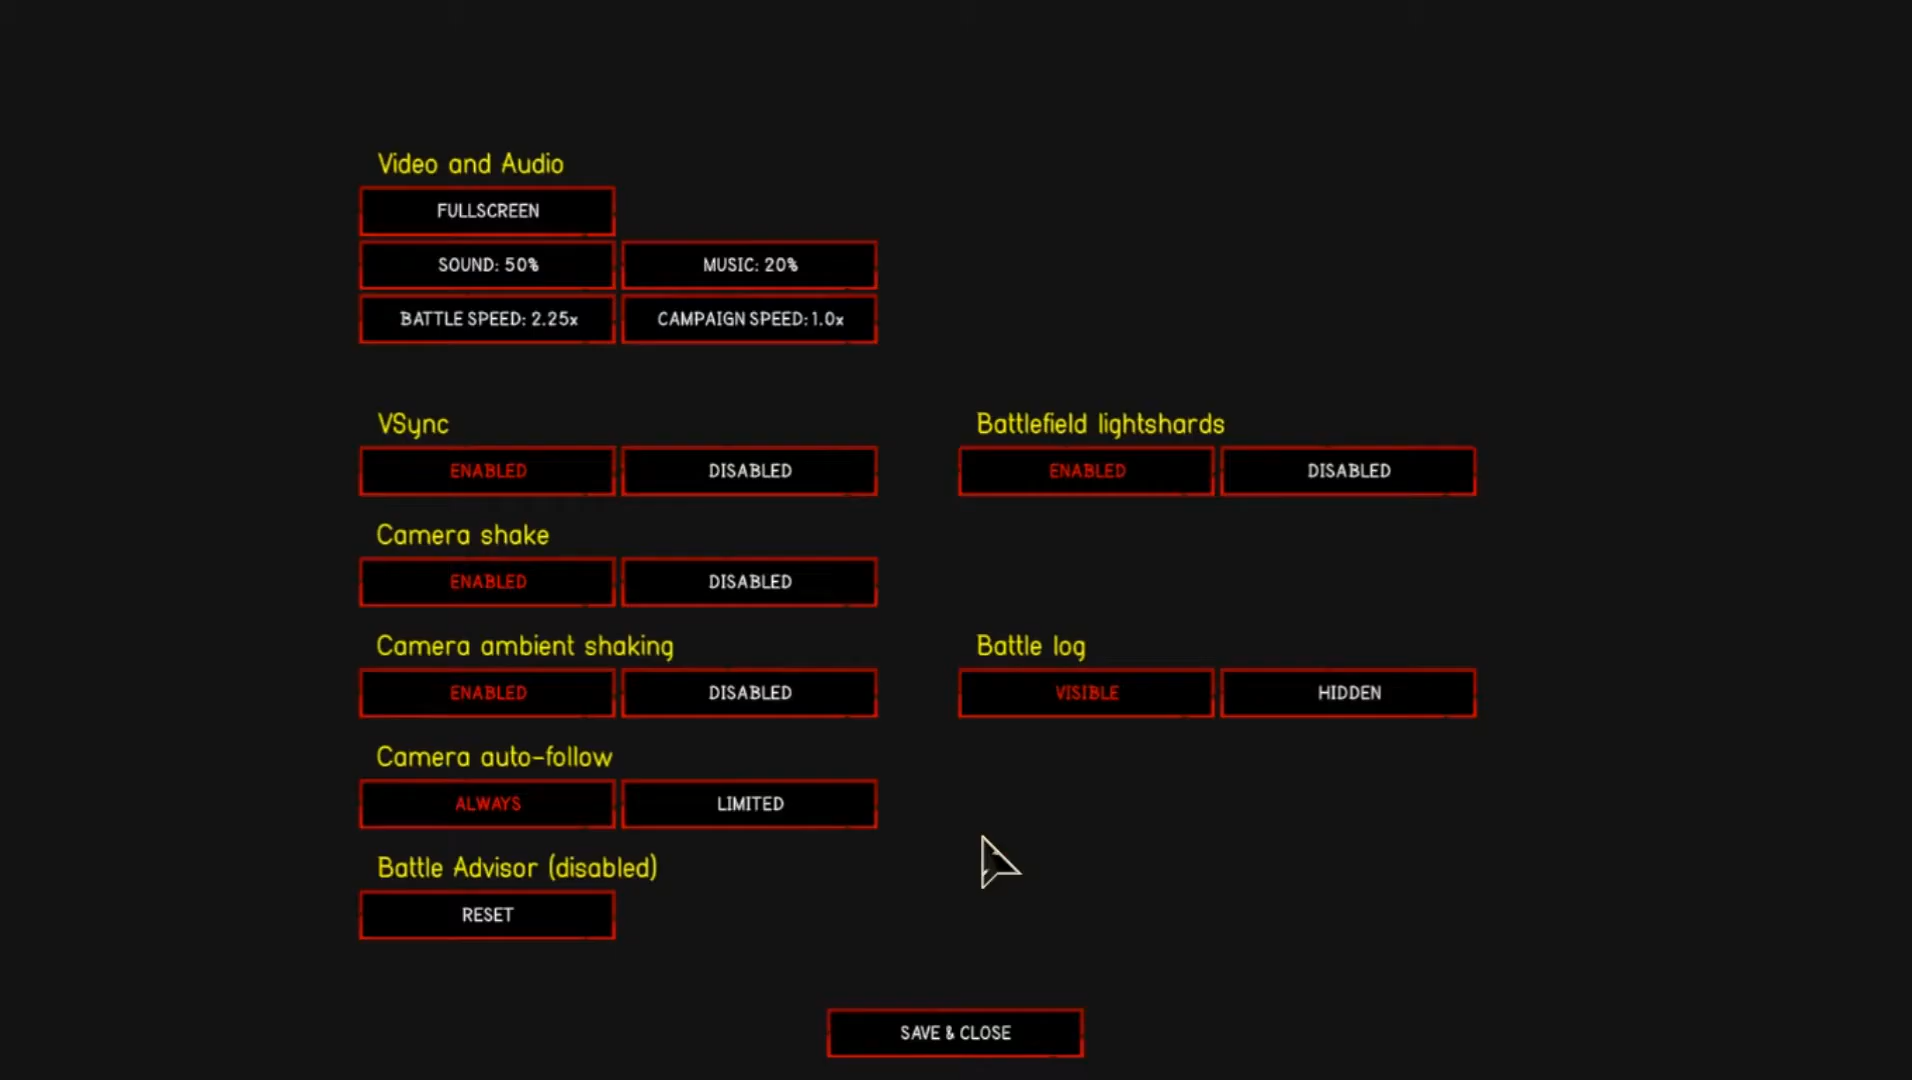 Video and Audio
FULLSCREEN
SOUND: 50% MUSIC: 20%
BATTLE SPEED: 2.25x CAMPAIGN SPEED: 1.0x
VSync Battlefield lightshards
ENABLED DISABLED ENABLED DISABLED
Camera shake
ENABLED DISABLED
Camera ambient shaking Battle log
ENABLED DISABLED VISIBLE HIDDEN
Camera auto-follow
ALWAYS LIMITED
Battle Advisor (disabled)
RESET
SAVE & CLOSE